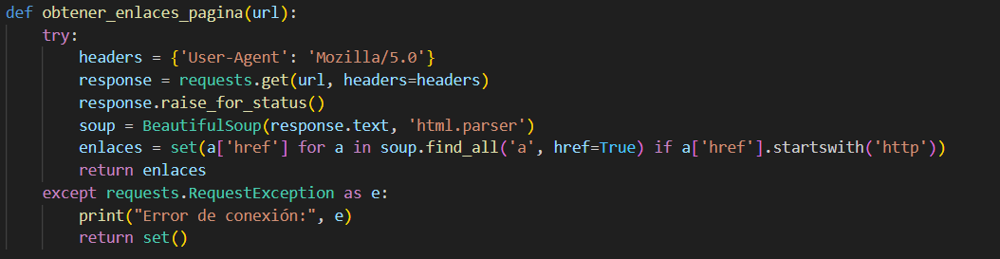 def obtener_enlaces_pagina(url):
    try:
        headers = {'User-Agent': 'Mozilla/5.0'}
        response = requests.get(url, headers=headers)
        response.raise_for_status()
        soup = BeautifulSoup(response.text, 'html.parser')
        enlaces = set(a['href'] for a in soup.find_all('a', href=True) if a['href'].startswith('http'))
        return enlaces
    except requests.RequestException as e:
        print("Error de conexión:", e)
        return set()